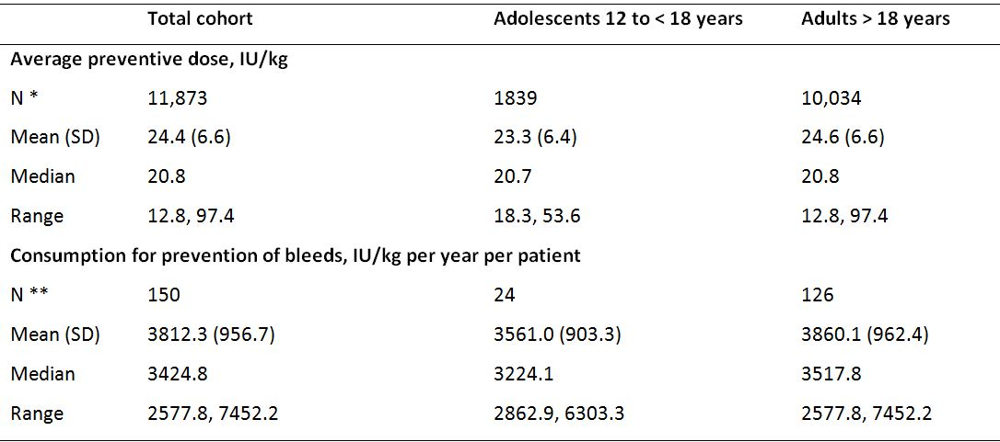 Total cohort Adolescents 12 to < 18 years Adults > 18 years
Average preventive dose, IU/kg
N * 11,873 1839 10,034
Mean (SD) 24.4 (6.6) 23.3 (6.4) 24.6 (6.6)
Median 20.8 20.7 20.8
Range 12.8, 97.4 18.3, 53.6 12.8, 97.4
Consumption for prevention of bleeds, IU/kg per year per patient
N ** 150 24 126
Mean (SD) 3812.3 (956.7) 3561.0 (903.3) 3860.1 (962.4)
Median 3424.8 3224.1 3517.8
Range 2577.8, 7452.2 2862.9, 6303.3 2577.8, 7452.2